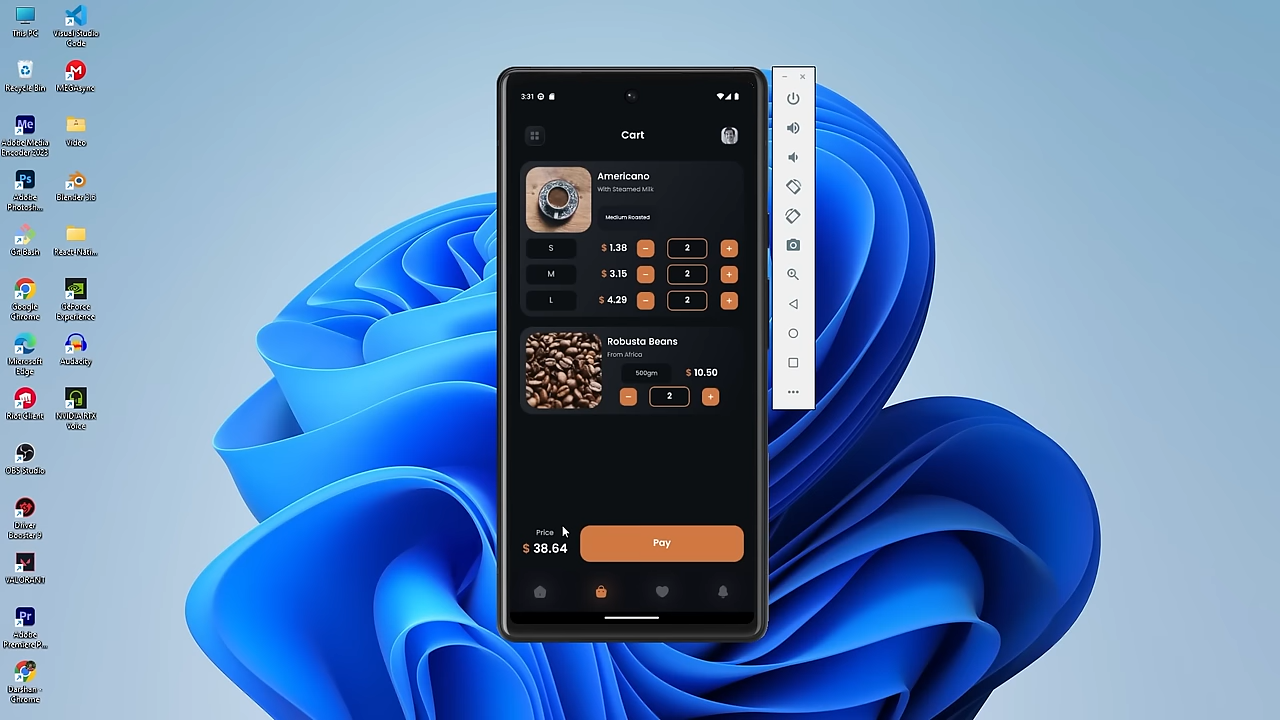 This PC
Visual Studio
Code
Recycle Bin
MEGAsync
Adobe Media
Encoder 2023
Video
Adobe
Photosh...
Blender 3.6
Git Bash
React Nati...
Google
Chrome
GeForce
Experience
Microsoft
Edge
Audacity
Riot Client
NVIDIA RTX
Voice
OBS Studio
Driver
Booster 9
VALORANT
Adobe
Premiere P...
Darshan -
Chrome
3:31
Cart
Americano
With Steamed Milk
Medium Roasted
S $ 1.38 - 2 +
M $ 3.15 - 2 +
L $ 4.29 - 2 +
Robusta Beans
From Africa
500gm $ 10.50
- 2 +
Price
$ 38.64
Pay